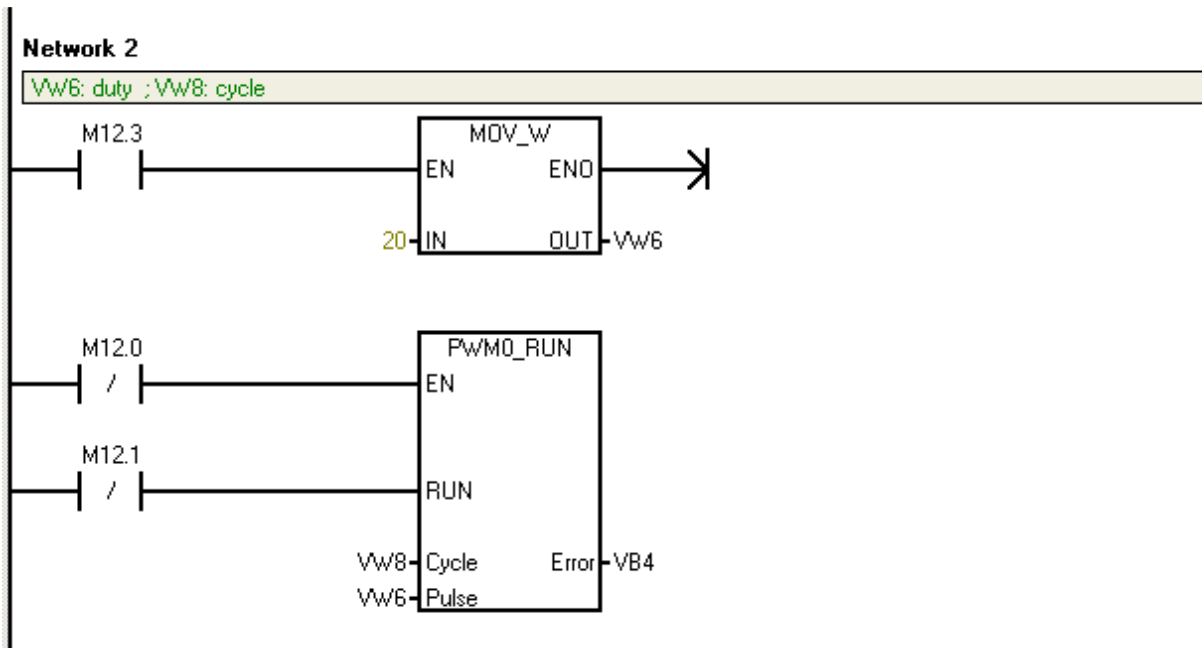 Network 2
VW6: duty ; VW8: cycle
M12.3
MOV_W
EN ENO
20 IN OUT VW6
M12.0
/
PWM0_RUN
EN
M12.1
/
RUN
VW8 Cycle Error VB4
VW6 Pulse